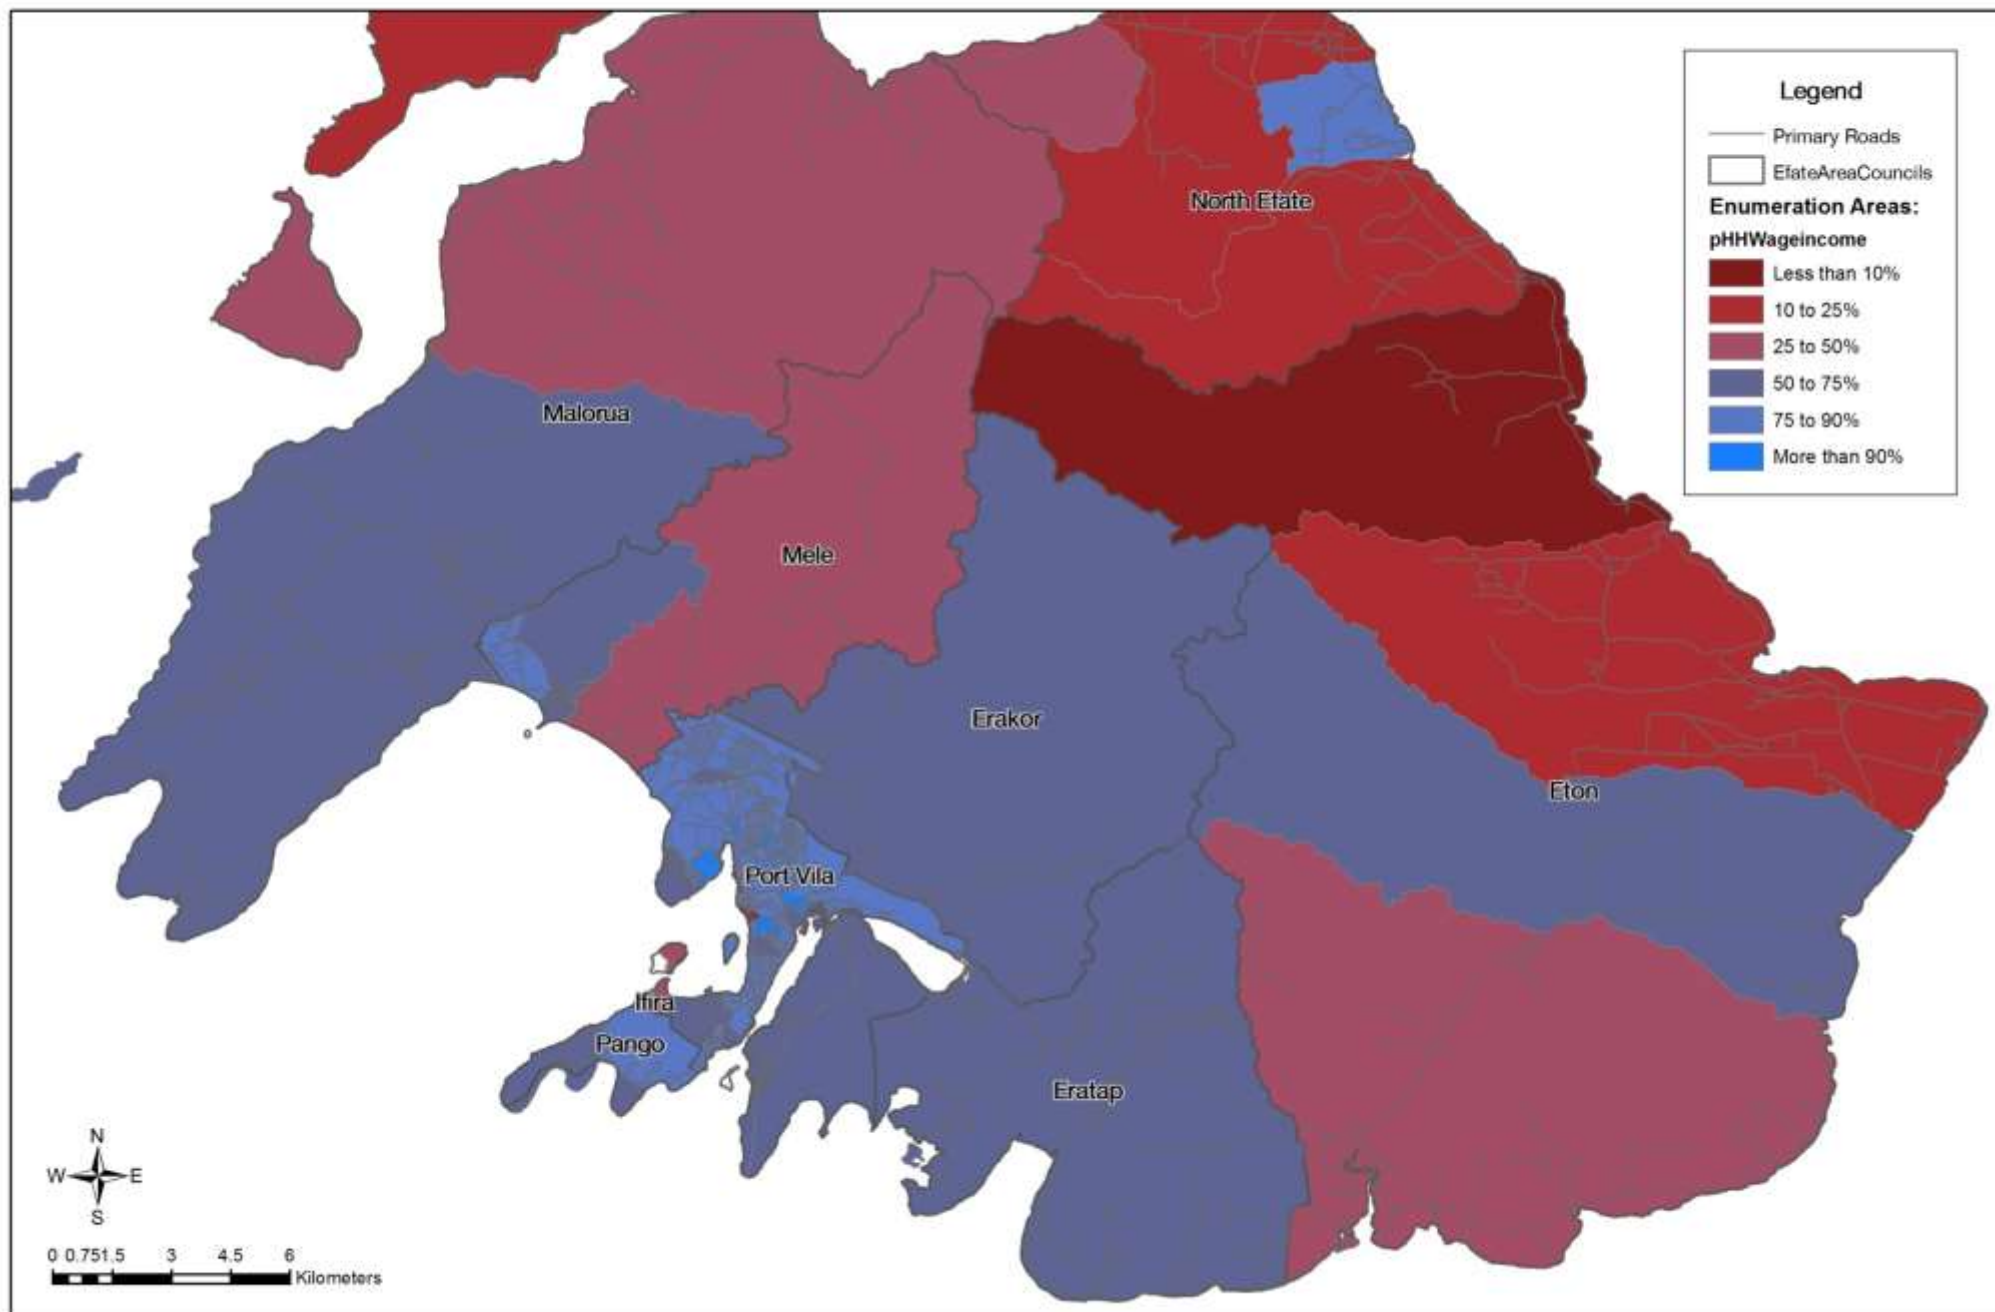 Legend
Primary Roads
EfateAreaCouncils
Enumeration Areas:
pHHWageincome
Less than 10%
10 to 25%
25 to 50%
50 to 75%
75 to 90%
More than 90%
North Efate
Malorua
Mele
Erakor
Eton
Port Vila
Ifira
Pango
Eratap
N
W E
S
0 0.751.5 3 4.5 6
Kilometers